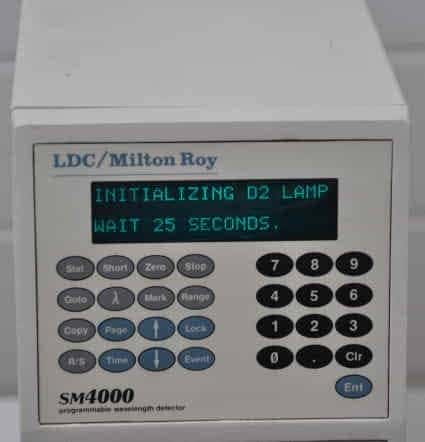 LDC/Milton Roy
INITIALIZING D2 LAMP
WAIT 25 SECONDS.
Stat Short Zero Stop 7 8 9
Goto λ Mark Range 4 5 6
Copy Page ↑ Lock 1 2 3
R/S Time ↓ Event 0 . Clr
Ent
SM4000
programmable wavelength detector